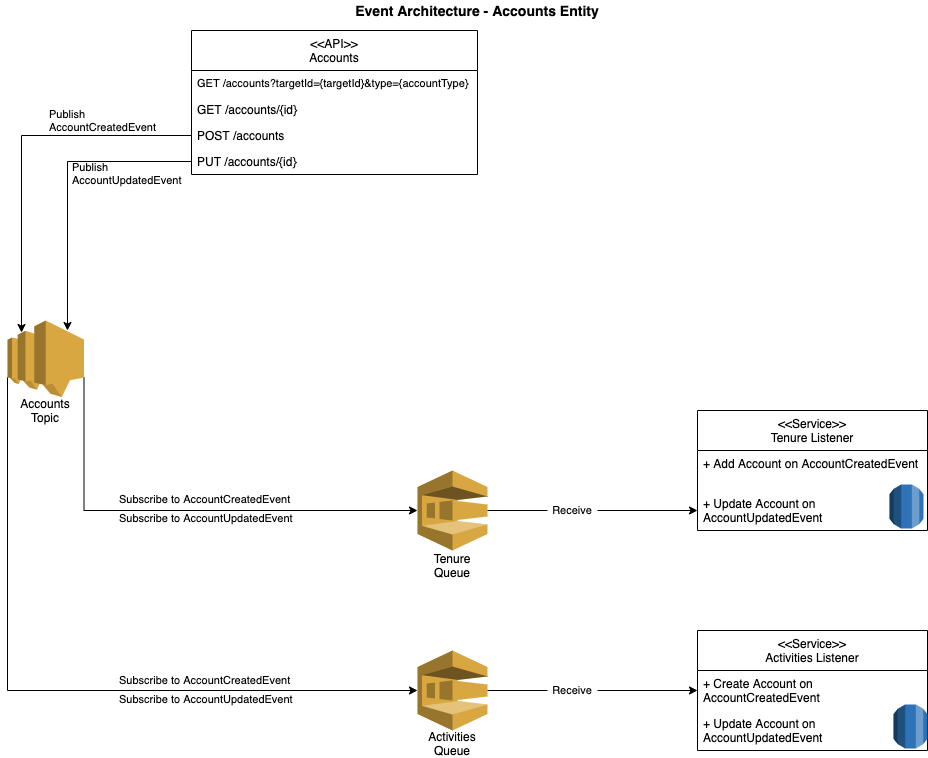 Event Architecture - Accounts Entity
<<API>>
Accounts
GET /accounts?targetId={targetId}&type={accountType}
GET /accounts/{id}
POST /accounts
PUT /accounts/{id}
Publish
AccountCreatedEvent
Publish
AccountUpdatedEvent
Accounts
Topic
Subscribe to AccountCreatedEvent
Subscribe to AccountUpdatedEvent
Tenure
Queue
Receive
<<Service>>
Tenure Listener
+ Add Account on AccountCreatedEvent
+ Update Account on
AccountUpdatedEvent
Subscribe to AccountCreatedEvent
Subscribe to AccountUpdatedEvent
Activities
Queue
Receive
<<Service>>
Activities Listener
+ Create Account on
AccountCreatedEvent
+ Update Account on
AccountUpdatedEvent